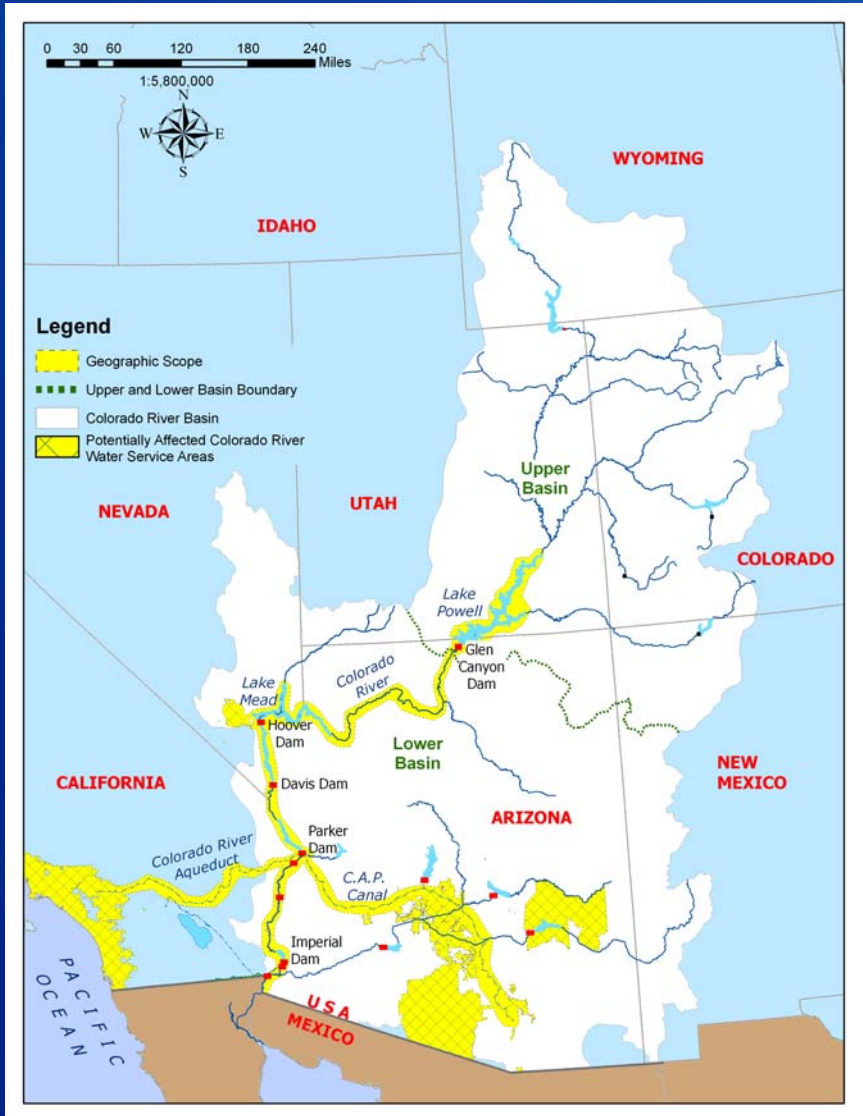 0 30 60 120 180 240
Miles
1:5,800,000
N
W E
S
WYOMING
IDAHO
Legend
Geographic Scope
Upper and Lower Basin Boundary
Colorado River Basin
Potentially Affected Colorado River
Water Service Areas
Upper
Basin
NEVADA
UTAH
COLORADO
Lake
Powell
Glen
Canyon
Dam
Colorado
River
Lake
Mead
Hoover
Dam
Lower
Basin
CALIFORNIA
Davis Dam
NEW
MEXICO
ARIZONA
Parker
Dam
Colorado River
Aqueduct
C.A.P.
Canal
Imperial
Dam
PACIFIC
OCEAN
USA
MEXICO